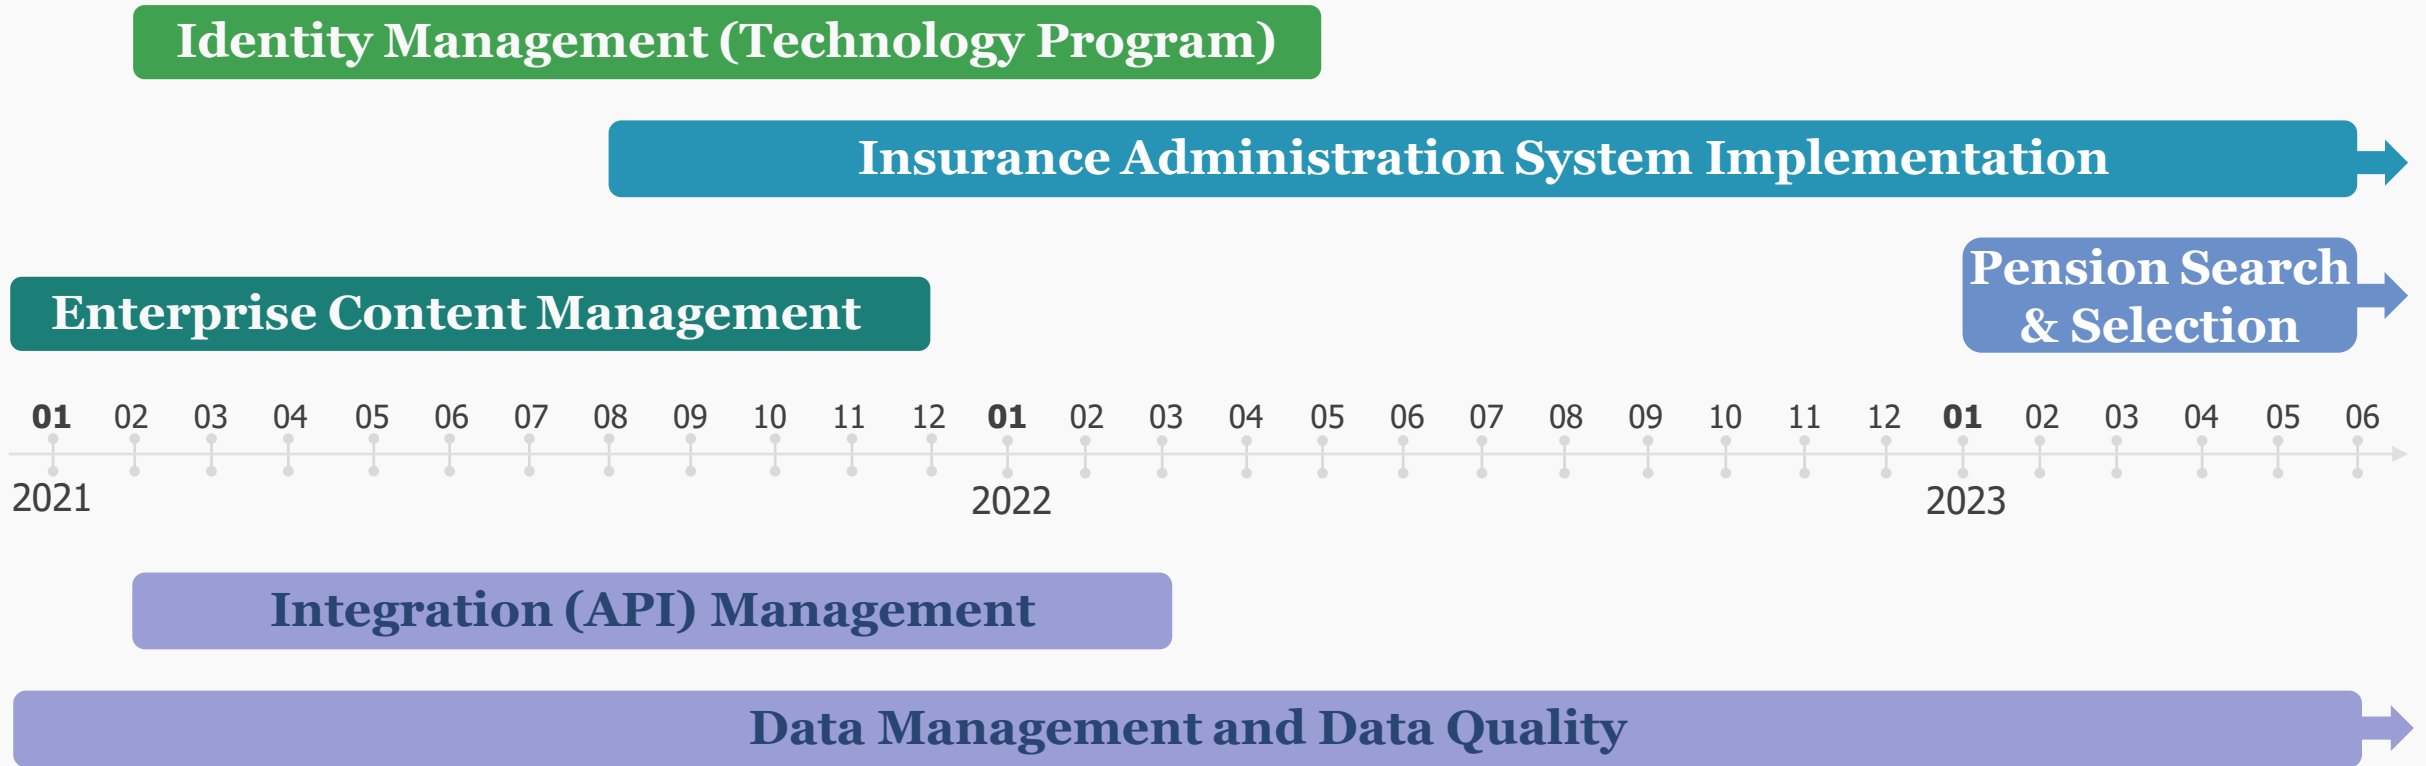 Identity Management (Technology Program)
Insurance Administration System Implementation
Pension Search
& Selection
Enterprise Content Management
01 02 03 04 05 06 07 08 09 10 11 12 01 02 03 04 05 06 07 08 09 10 11 12 01 02 03 04 05 06
2021 2022 2023
Integration (API) Management
Data Management and Data Quality